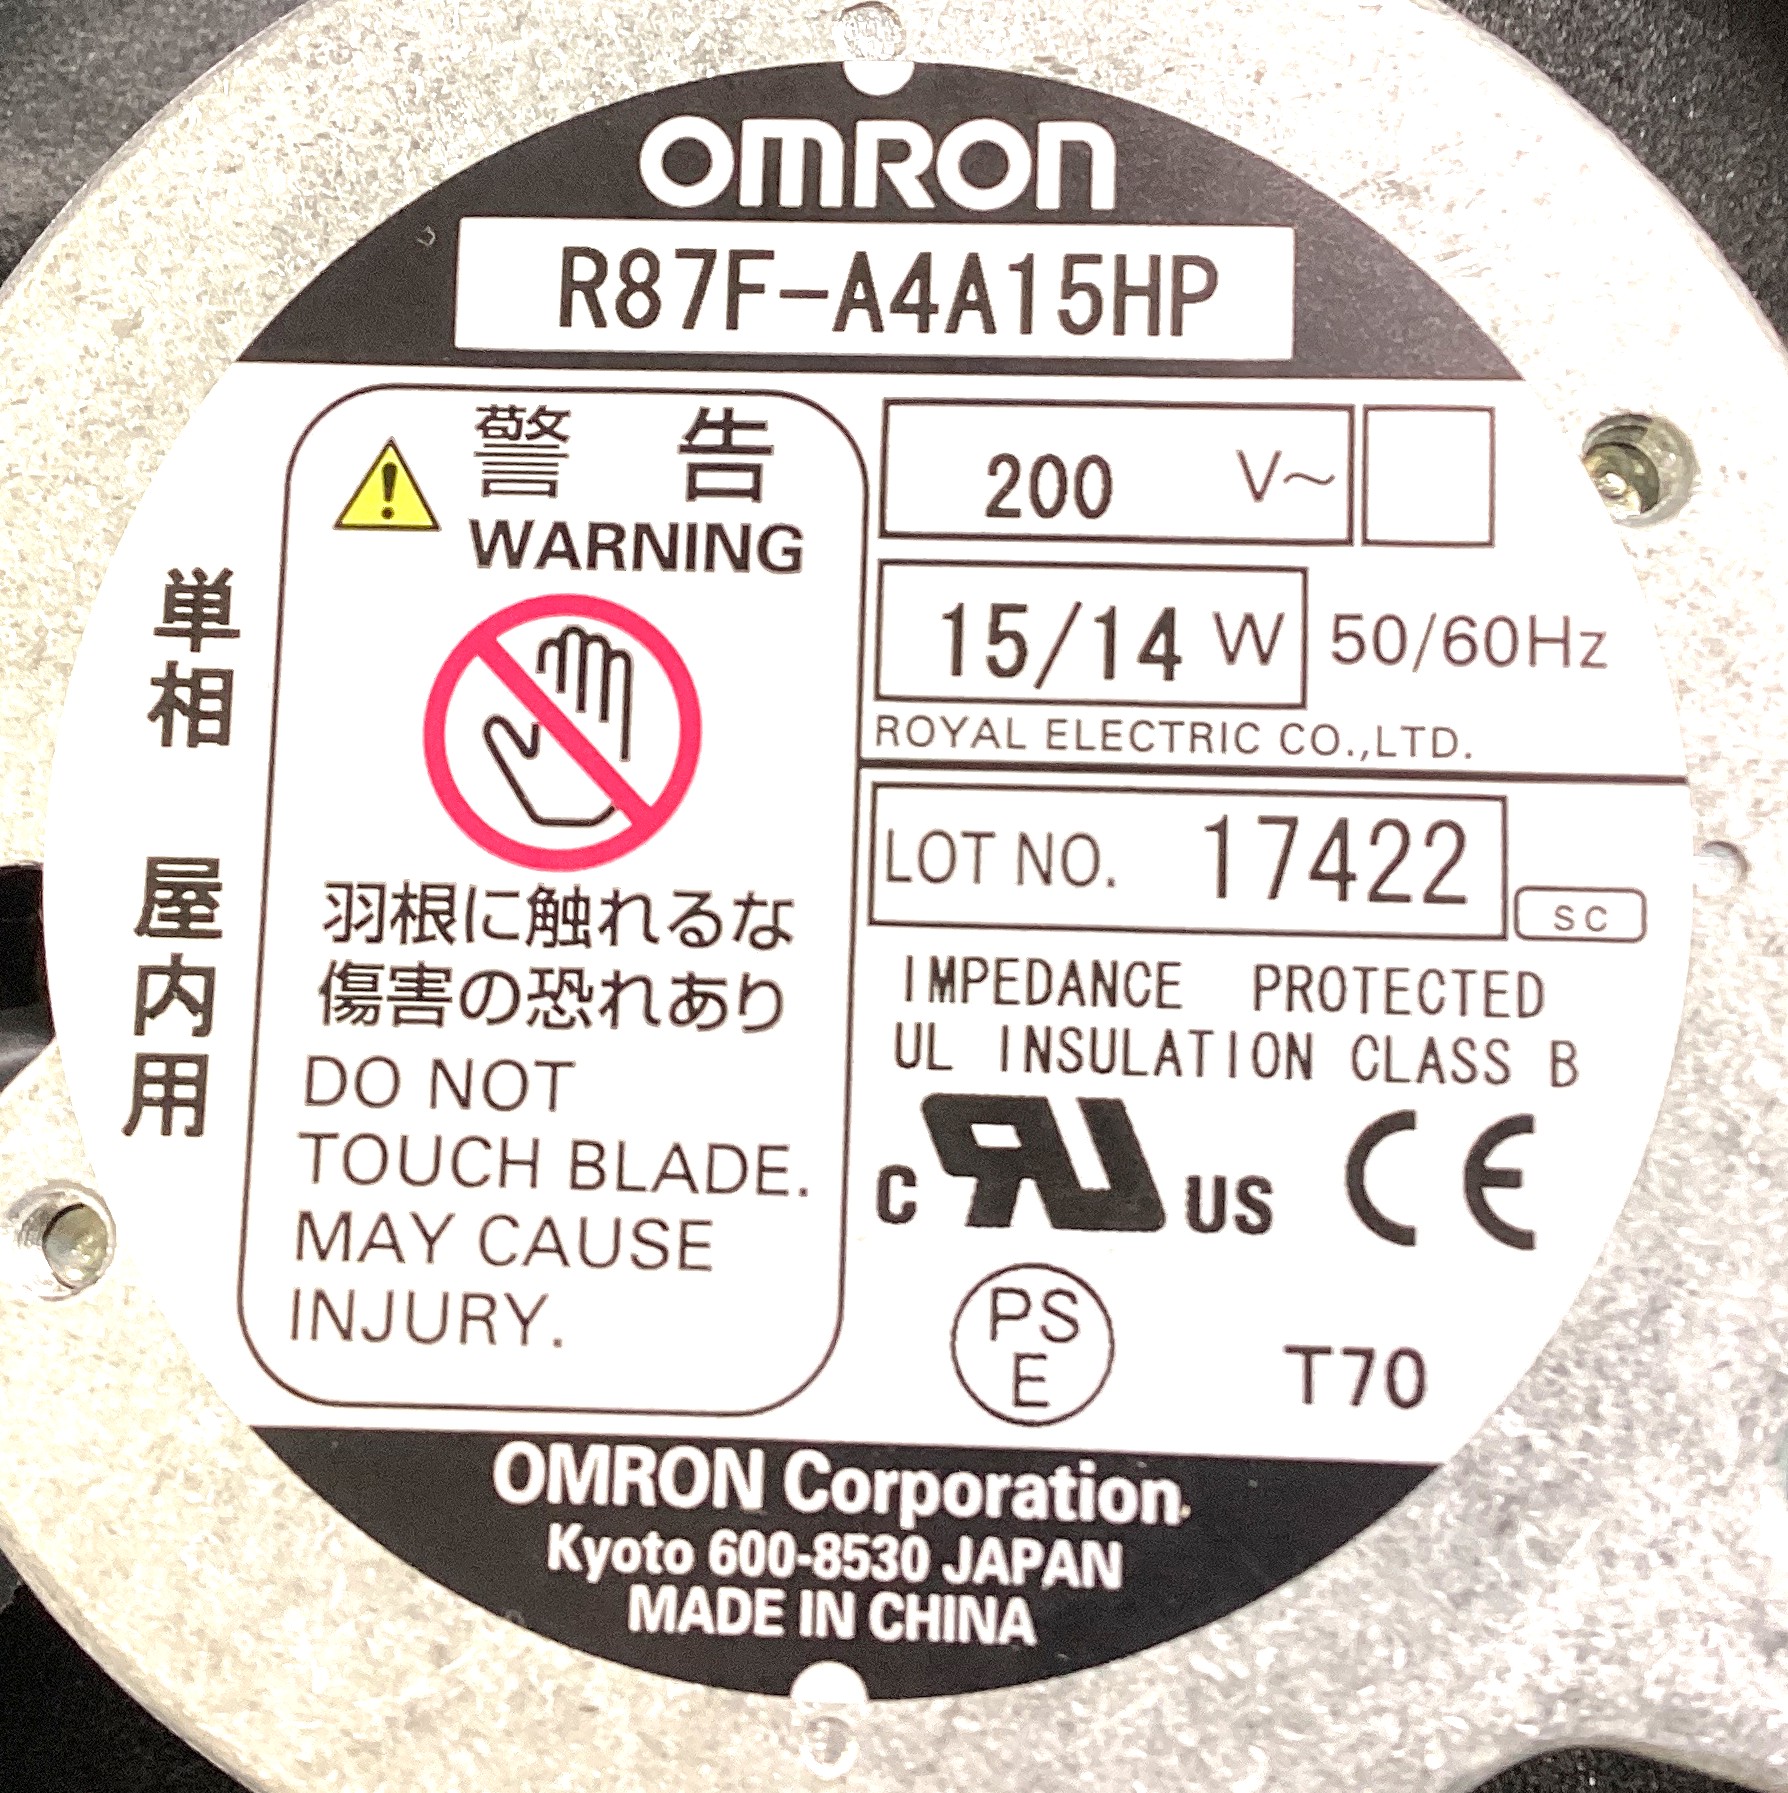 OMRON
R87F-A4A15HP
単相 屋内用
警 告
WARNING
羽根に触れるな
傷害の恐れあり
DO NOT
TOUCH BLADE.
MAY CAUSE
INJURY.
200 V~
15/14 W 50/60Hz
ROYAL ELECTRIC CO.,LTD.
LOT NO. 17422
SC
IMPEDANCE PROTECTED
UL INSULATION CLASS B
C RU US CE
PS
E
T70
OMRON Corporation
Kyoto 600-8530 JAPAN
MADE IN CHINA